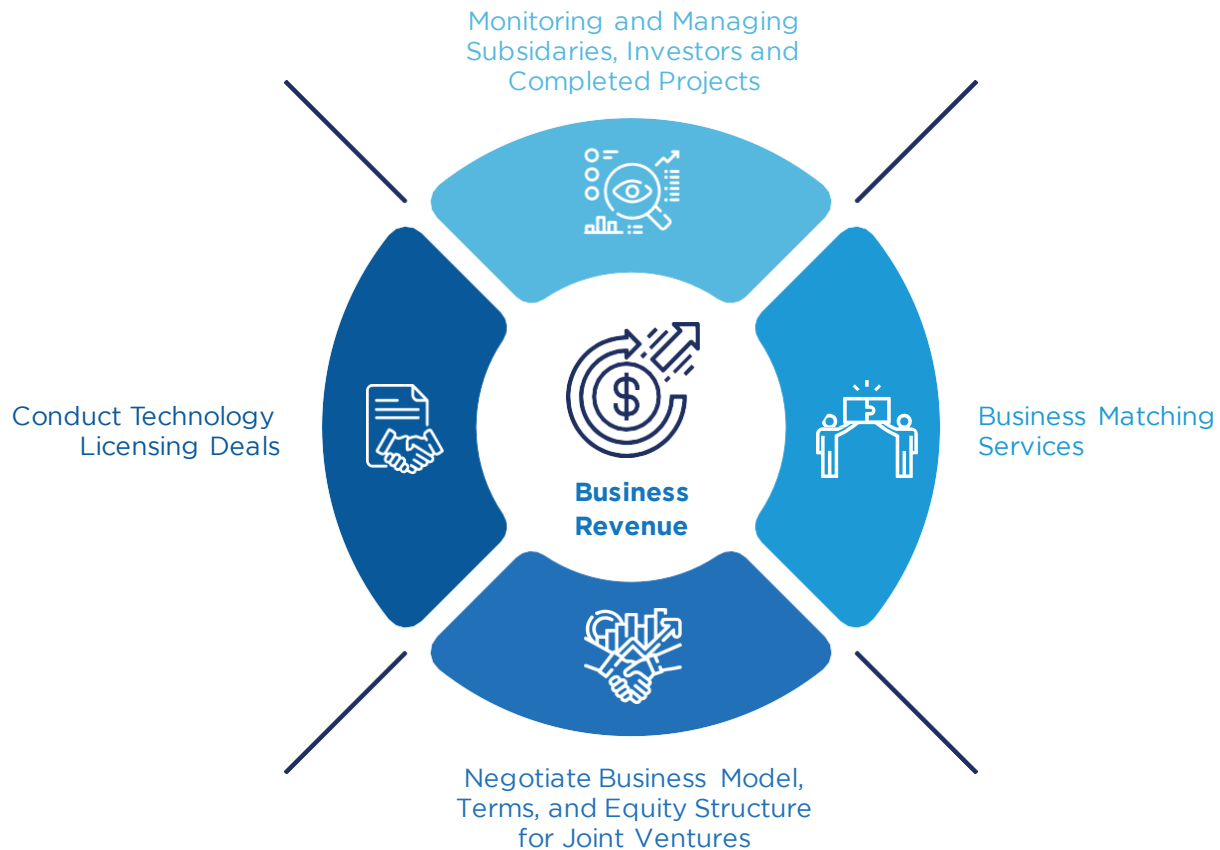 Monitoring and Managing
Subsidaries, Investors and
Completed Projects
Conduct Technology
Licensing Deals
$
Business
Revenue
Business Matching
Services
Negotiate Business Model,
Terms, and Equity Structure
for Joint Ventures